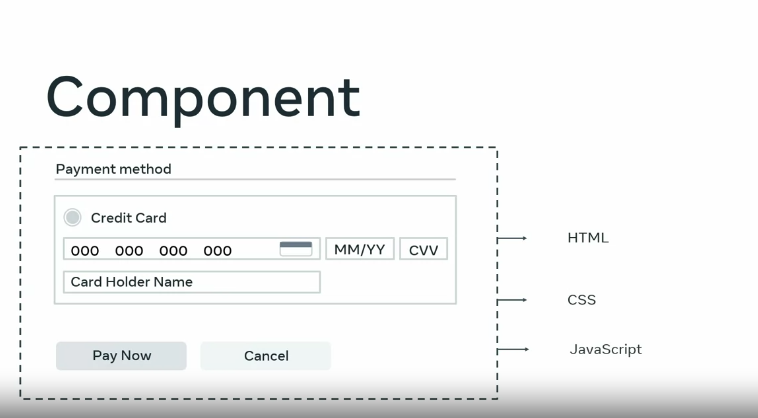 Component
Payment method
Credit Card
000 000 000 000
MM/YY
CVV
Card Holder Name
Pay Now
Cancel
HTML
CSS
JavaScript